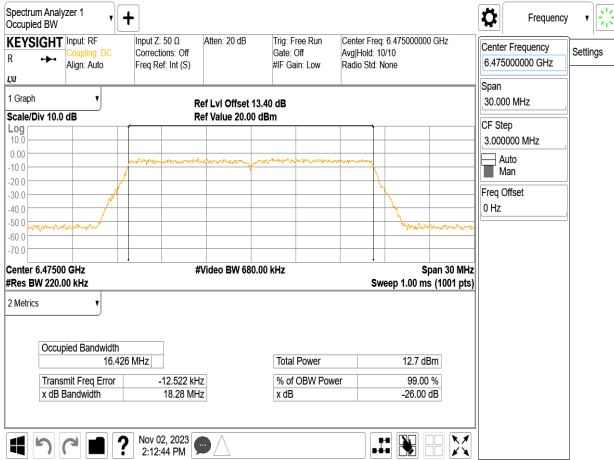 Spectrum Analyzer 1
Occupied BW
Frequency
KEYSIGHT
R
Input: RF
Coupling: DC
Align: Auto
Input Z: 50 Ω
Corrections: Off
Freq Ref: Int (S)
Atten: 20 dB
Trig: Free Run
Gate: Off
#IF Gain: Low
Center Freq: 6.475000000 GHz
Avg|Hold: 10/10
Radio Std: None
Center Frequency
6.475000000 GHz
Settings
Span
30.000 MHz
CF Step
3.000000 MHz
Auto
Man
Freq Offset
0 Hz
1 Graph
Scale/Div 10.0 dB
Ref Lvl Offset 13.40 dB
Ref Value 20.00 dBm
Log
10.0
0.00
-10.0
-20.0
-30.0
-40.0
-50.0
-60.0
-70.0
Center 6.47500 GHz
#Video BW 680.00 kHz
Span 30 MHz
#Res BW 220.00 kHz
Sweep 1.00 ms (1001 pts)
2 Metrics
Occupied Bandwidth
16.426 MHz
Total Power 12.7 dBm
Transmit Freq Error -12.522 kHz
% of OBW Power 99.00 %
x dB Bandwidth 18.28 MHz
x dB -26.00 dB
?
Nov 02, 2023
2:12:44 PM